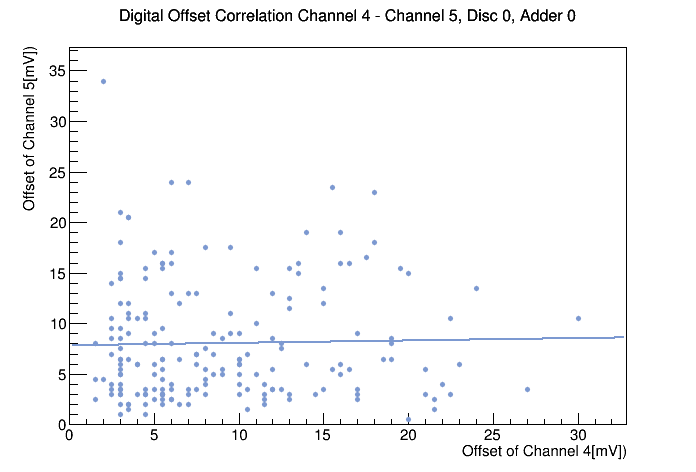 Digital Offset Correlation Channel 4 - Channel 5, Disc 0, Adder 0
Offset of Channel 5[mV])
35
30
25
20
15
10
5
0
0 5 10 15 20 25 30
Offset of Channel 4[mV])